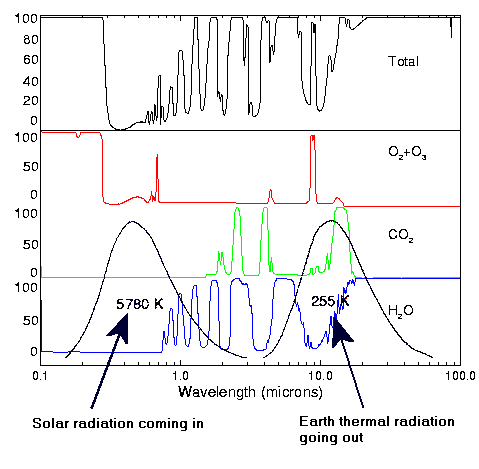 100
80
60
40
20
0
Total
100
50
0
O₂+O₃
100
50
0
CO₂
100
50
0
H₂O
5780 K
255 K
0.1 1.0 10.0 100.0
Wavelength (microns)
Solar radiation coming in
Earth thermal radiation
going out